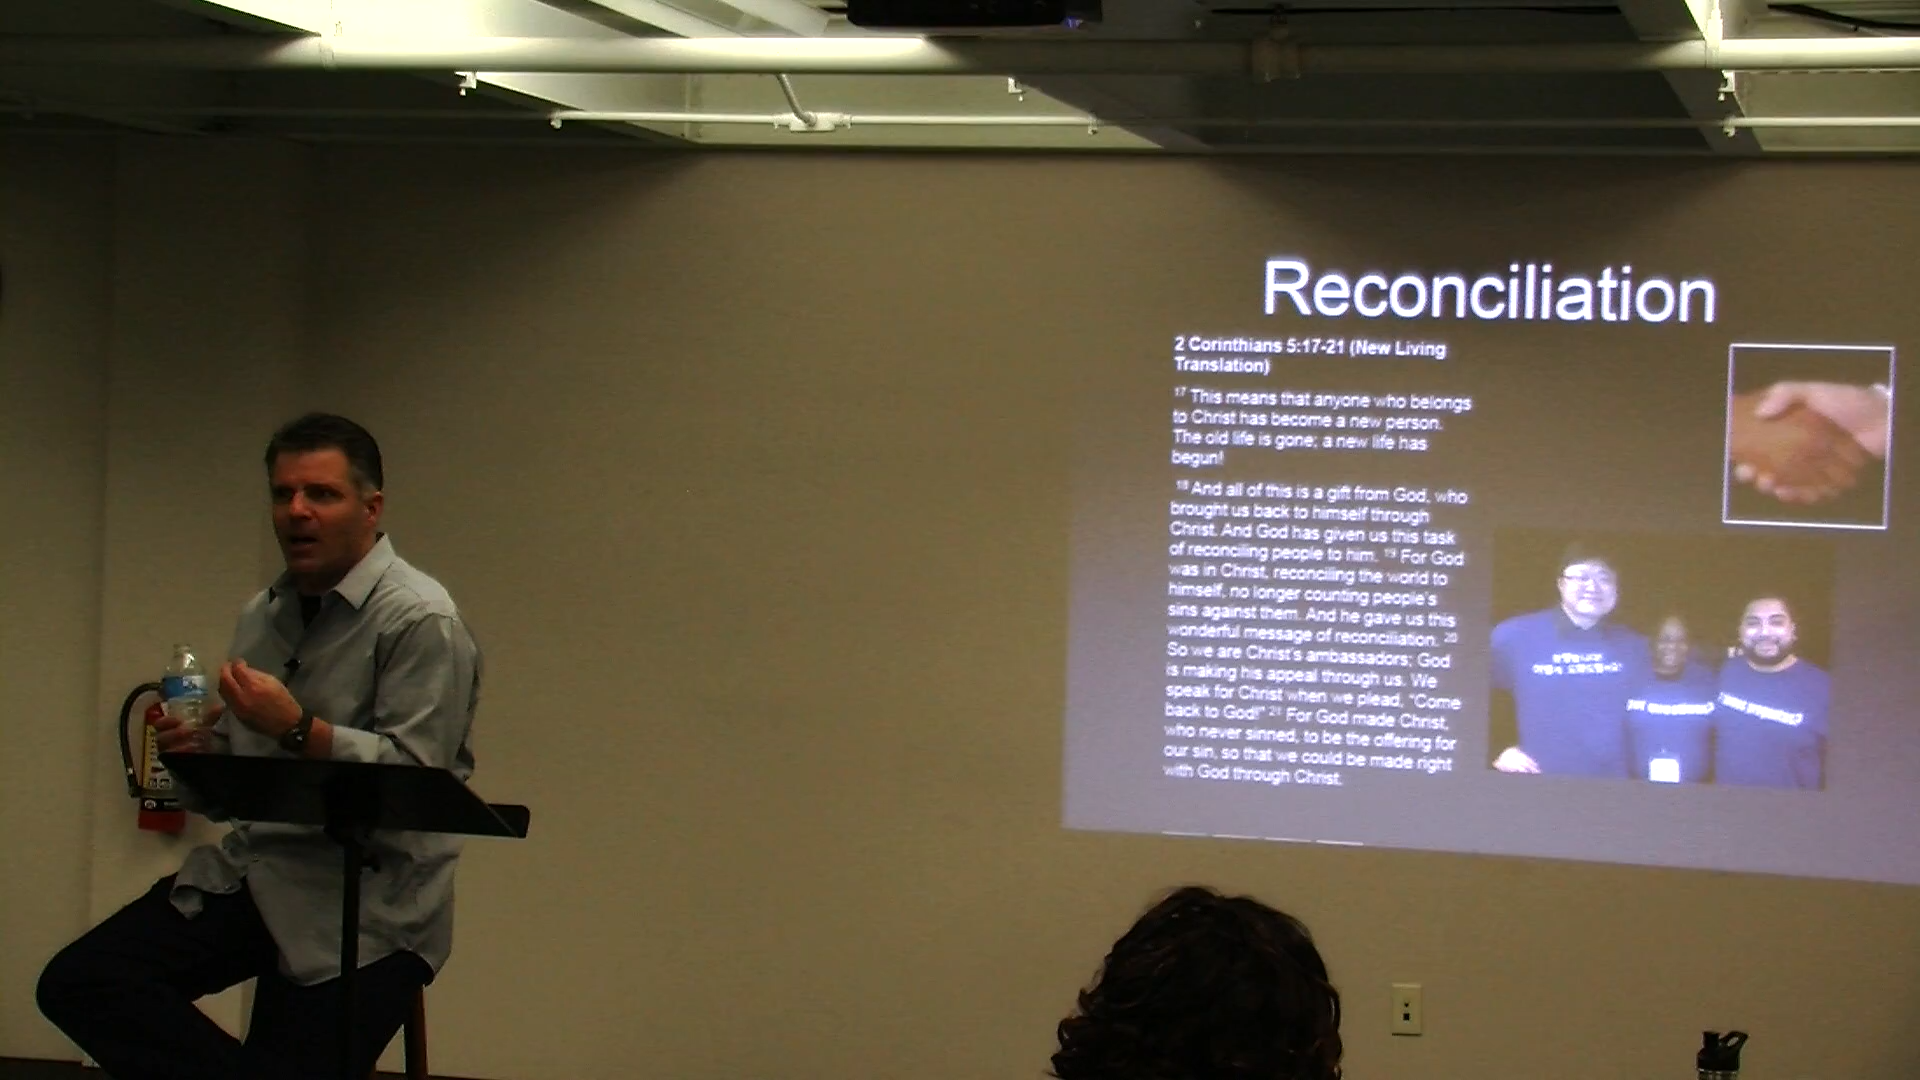 Reconciliation
2 Corinthians 5:17-21 (New Living
Translation)
17 This means that anyone who belongs
to Christ has become a new person.
The old life is gone; a new life has
begun!
18 And all of this is a gift from God, who
brought us back to himself through
Christ. And God has given us this task
of reconciling people to him. 19 For God
was in Christ, reconciling the world to
himself, no longer counting people's
sins against them. And he gave us this
wonderful message of reconciliation. 20
So we are Christ's ambassadors; God
is making his appeal through us. We
speak for Christ when we plead, "Come
back to God!" 21 For God made Christ,
who never sinned, to be the offering for
our sin, so that we could be made right
with God through Christ.